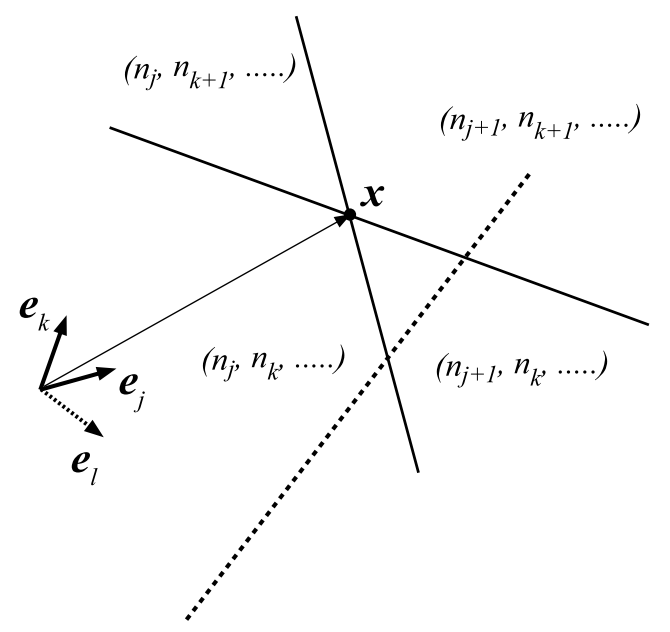 (n_j, n_{k+1}, .....)
(n_{j+1}, n_{k+1}, .....)
x
e_k
(n_j, n_k, .....)
(n_{j+1}, n_k, .....)
e_j
e_l